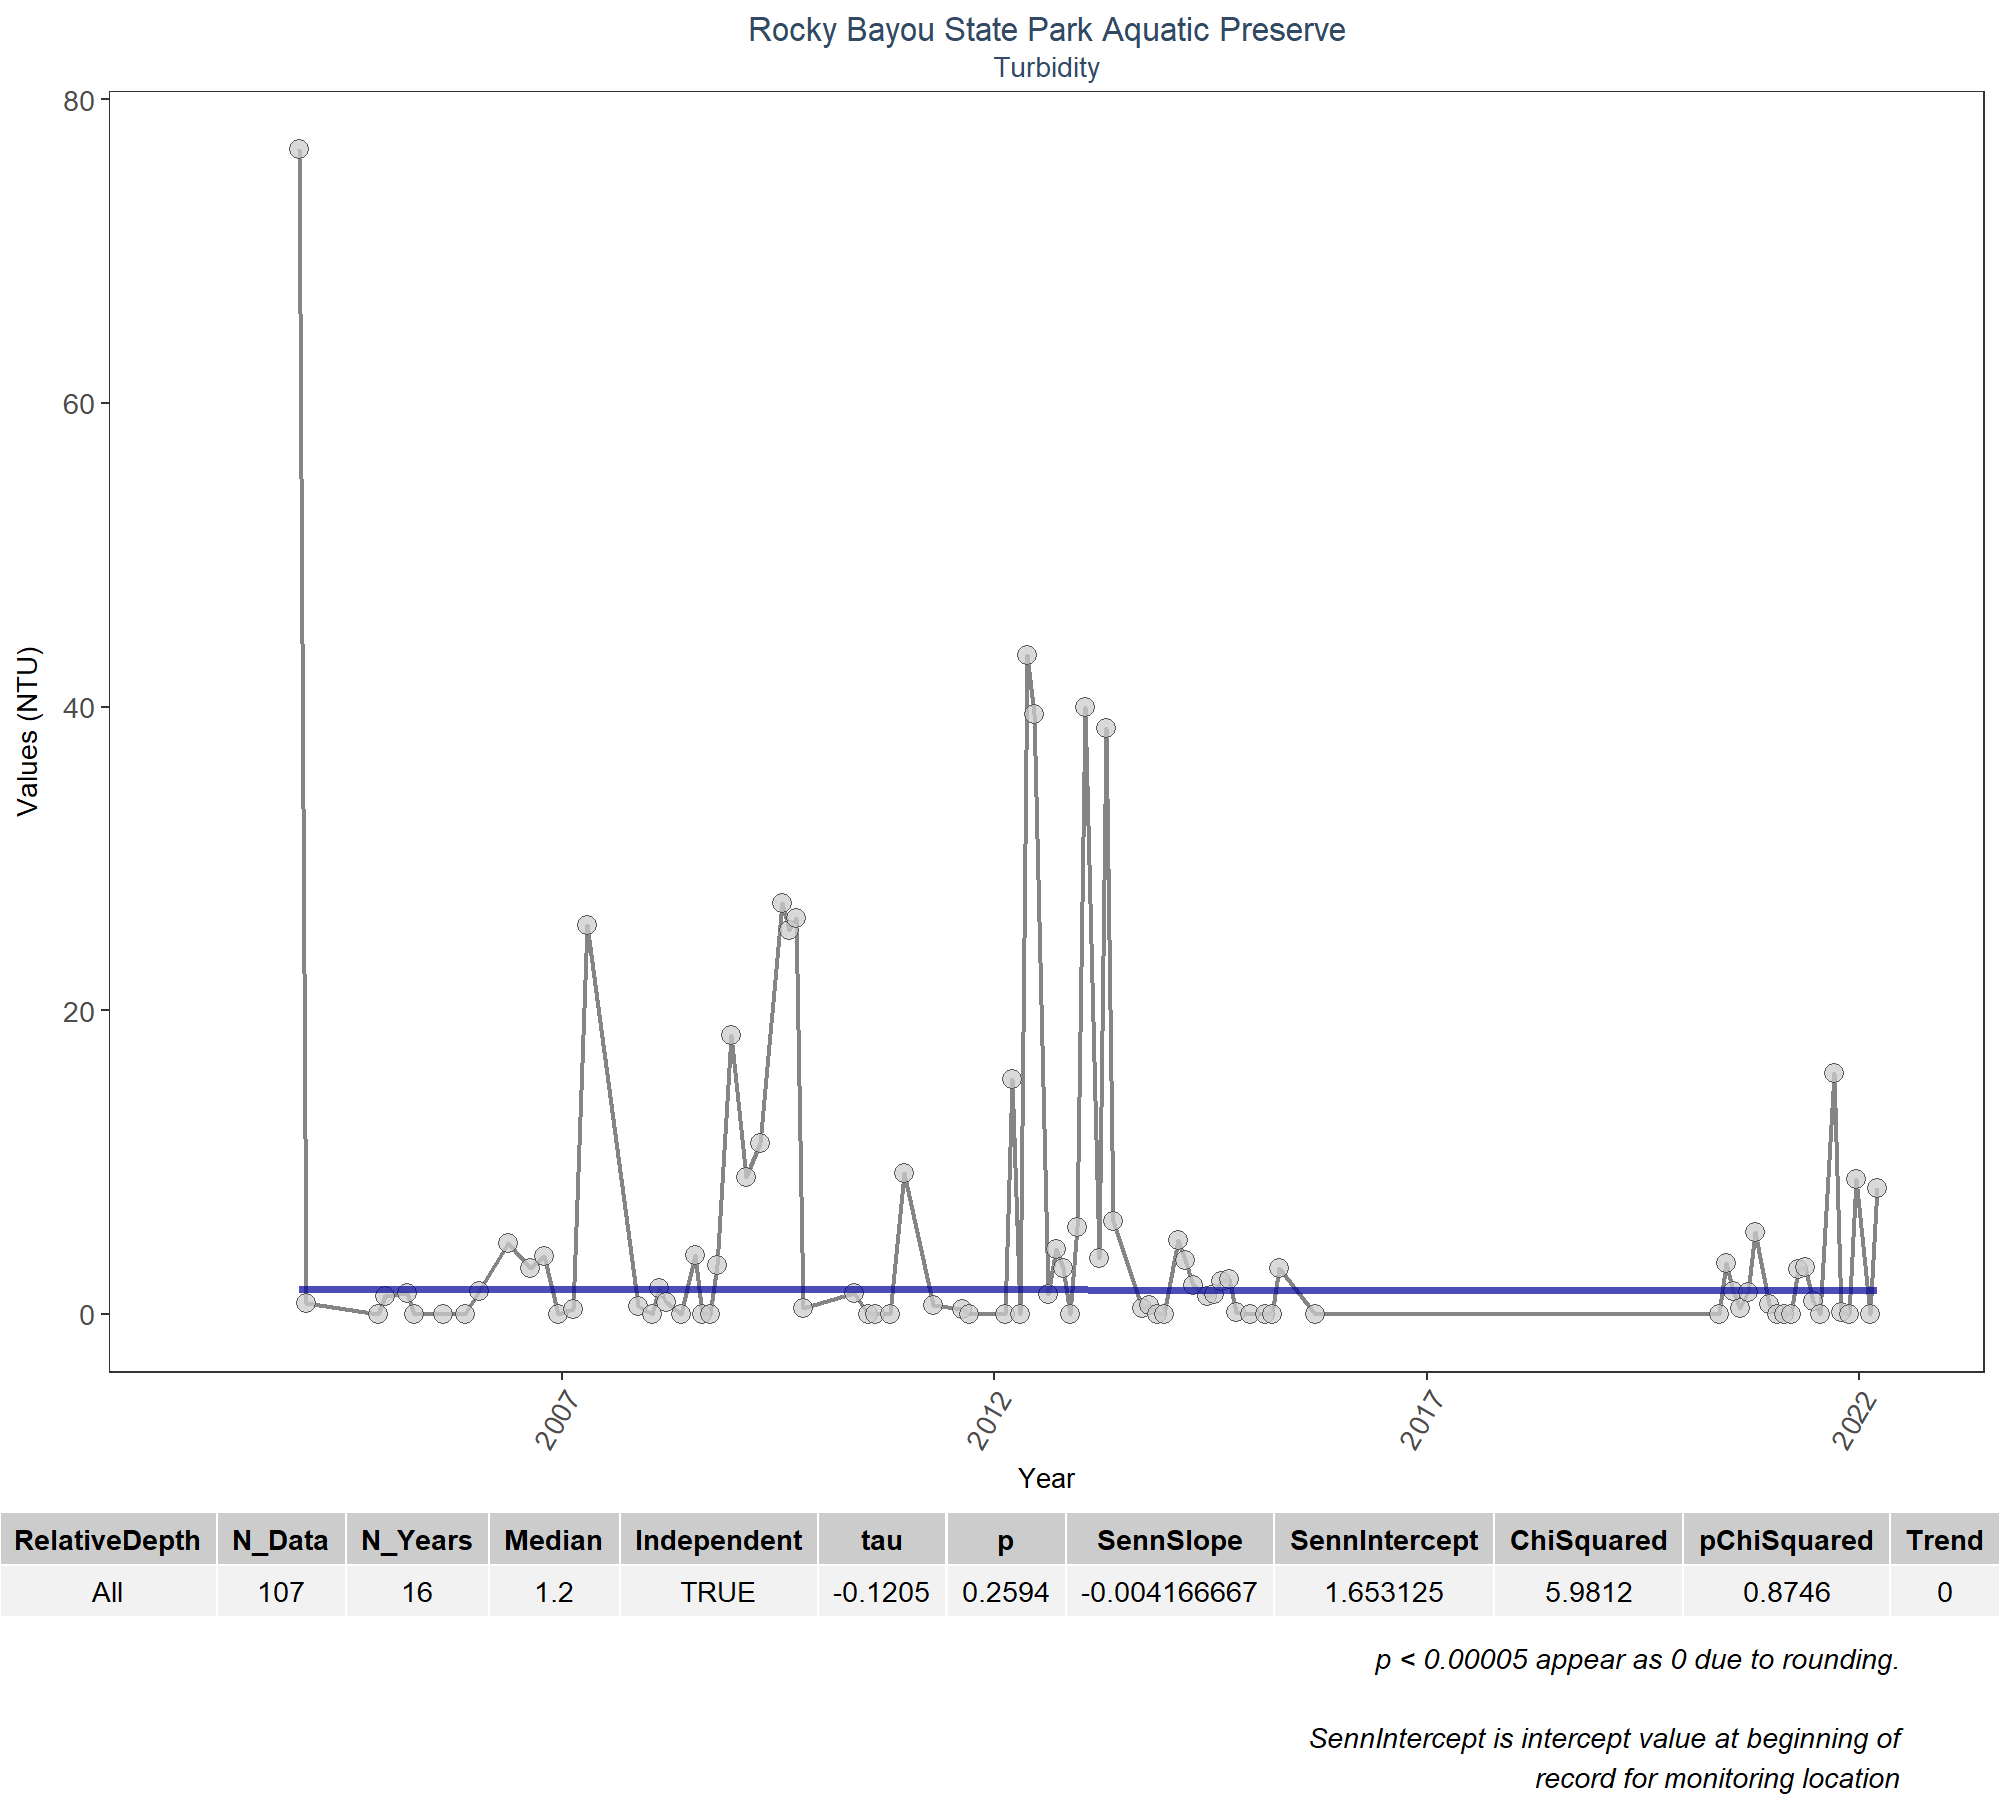 Rocky Bayou State Park Aquatic Preserve
Turbidity
80
60
40
20
0
Values (NTU)
2007
2012
2017
2022
Year
RelativeDepth N_Data N_Years Median Independent tau p SennSlope SennIntercept ChiSquared pChiSquared Trend
All 107 16 1.2 TRUE -0.1205 0.2594 -0.004166667 1.653125 5.9812 0.8746 0
p < 0.00005 appear as 0 due to rounding.
SennIntercept is intercept value at beginning of
record for monitoring location